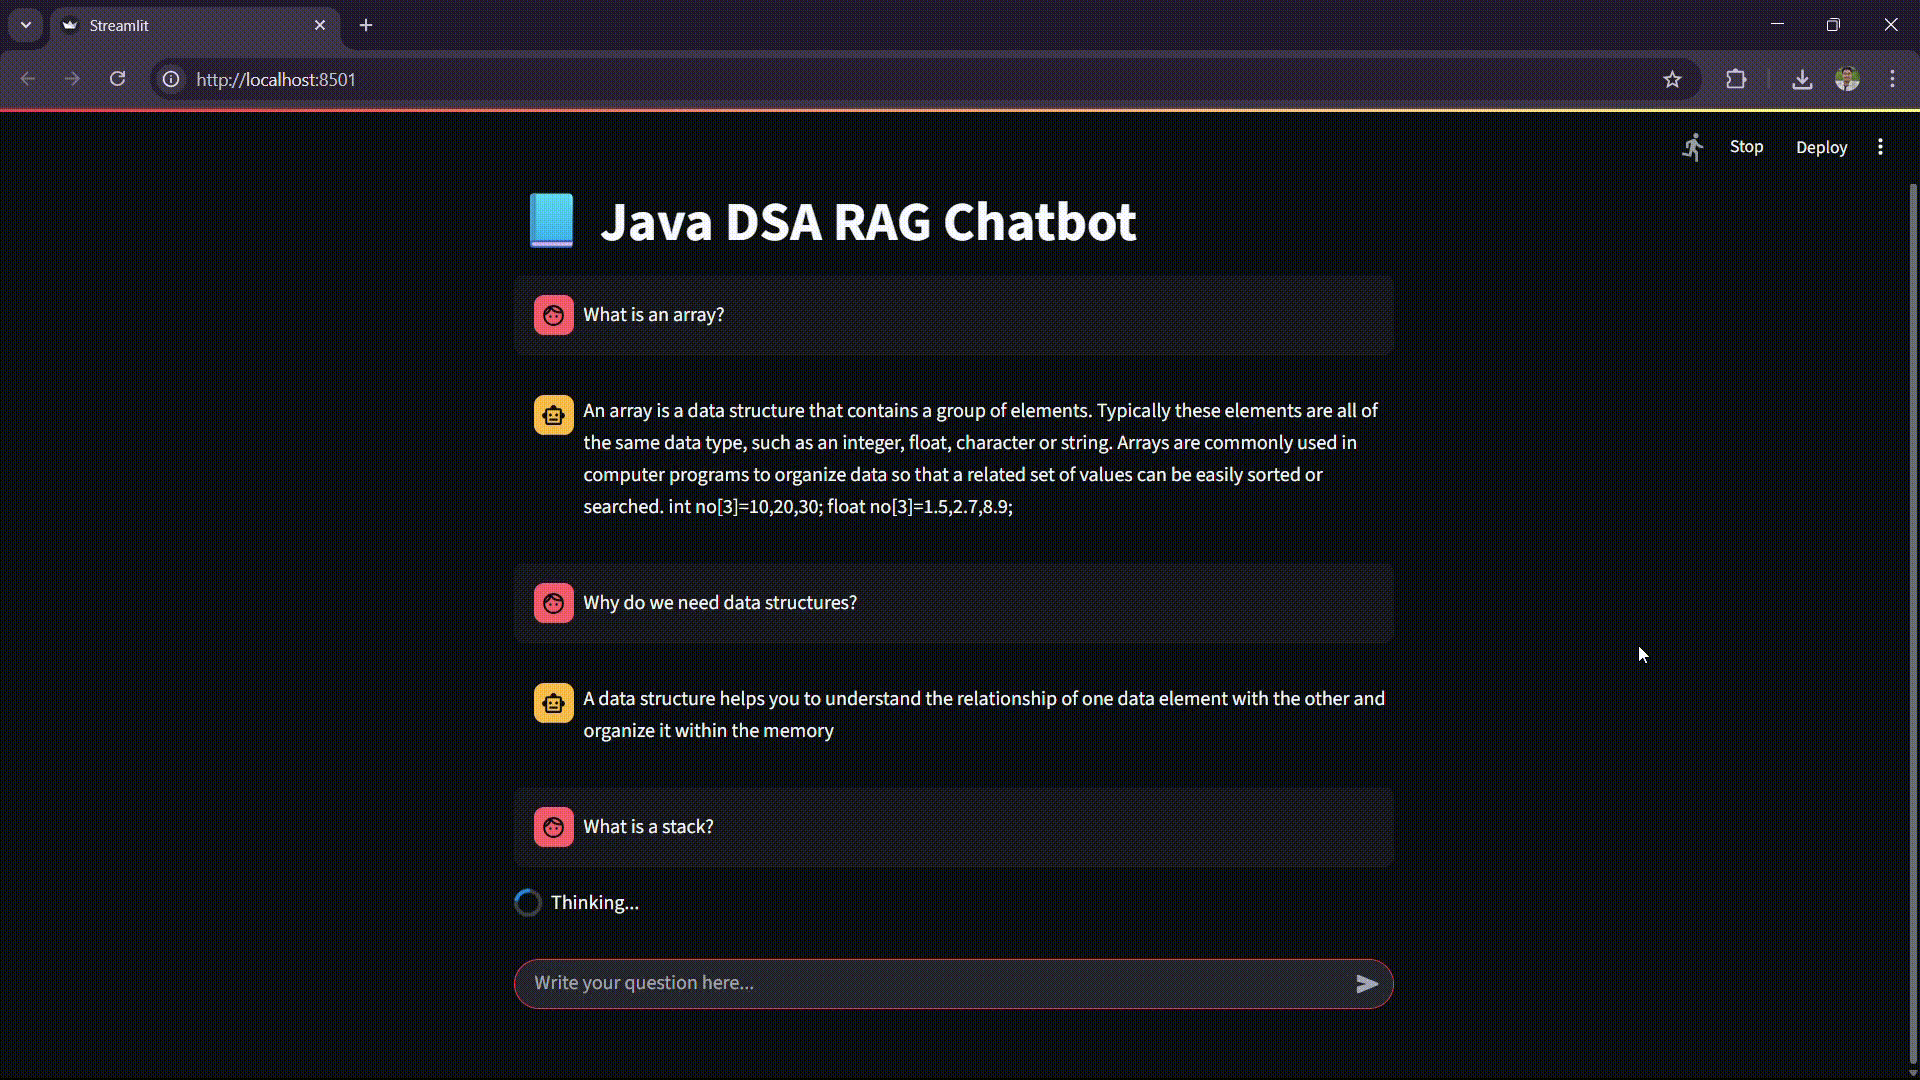 Streamlit
http://localhost:8501
Stop
Deploy
Java DSA RAG Chatbot
What is an array?
An array is a data structure that contains a group of elements. Typically these elements are all of
the same data type, such as an integer, float, character or string. Arrays are commonly used in
computer programs to organize data so that a related set of values can be easily sorted or
searched. int no[3]=10,20,30; float no[3]=1.5,2.7,8.9;
Why do we need data structures?
A data structure helps you to understand the relationship of one data element with the other and
organize it within the memory
What is a stack?
Thinking...
Write your question here...